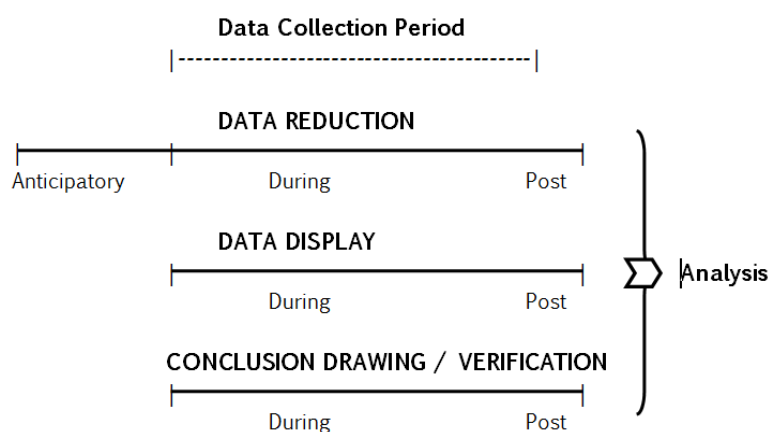 Data Collection Period
DATA REDUCTION
Anticipatory During Post
DATA DISPLAY
During Post
Analysis
CONCLUSION DRAWING / VERIFICATION
During Post